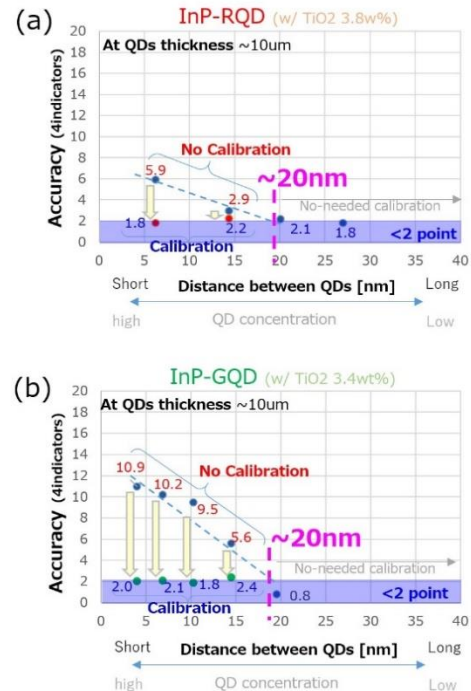 (a)
InP-RQD (w/ TiO2 3.8w%)
At QDs thickness ~10um
Accuracy (4indicators)
20
18
16
14
12
10
8
6
4
2
0
No Calibration
5.9
2.9
~20nm
No-needed calibration
1.8
2.2
2.1
1.8
<2 point
Calibration
0 5 10 15 20 25 30 35 40
Short Distance between QDs [nm] Long
high QD concentration Low
(b)
InP-GQD (w/ TiO2 3.4wt%)
At QDs thickness ~10um
Accuracy (4indicators)
20
18
16
14
12
10
8
6
4
2
0
10.9
10.2
No Calibration
9.5
5.6
~20nm
No-needed calibration
2.0
2.1
1.8
2.4
0.8
<2 point
Calibration
0 5 10 15 20 25 30 35 40
Short Distance between QDs [nm] Long
high QD concentration Low